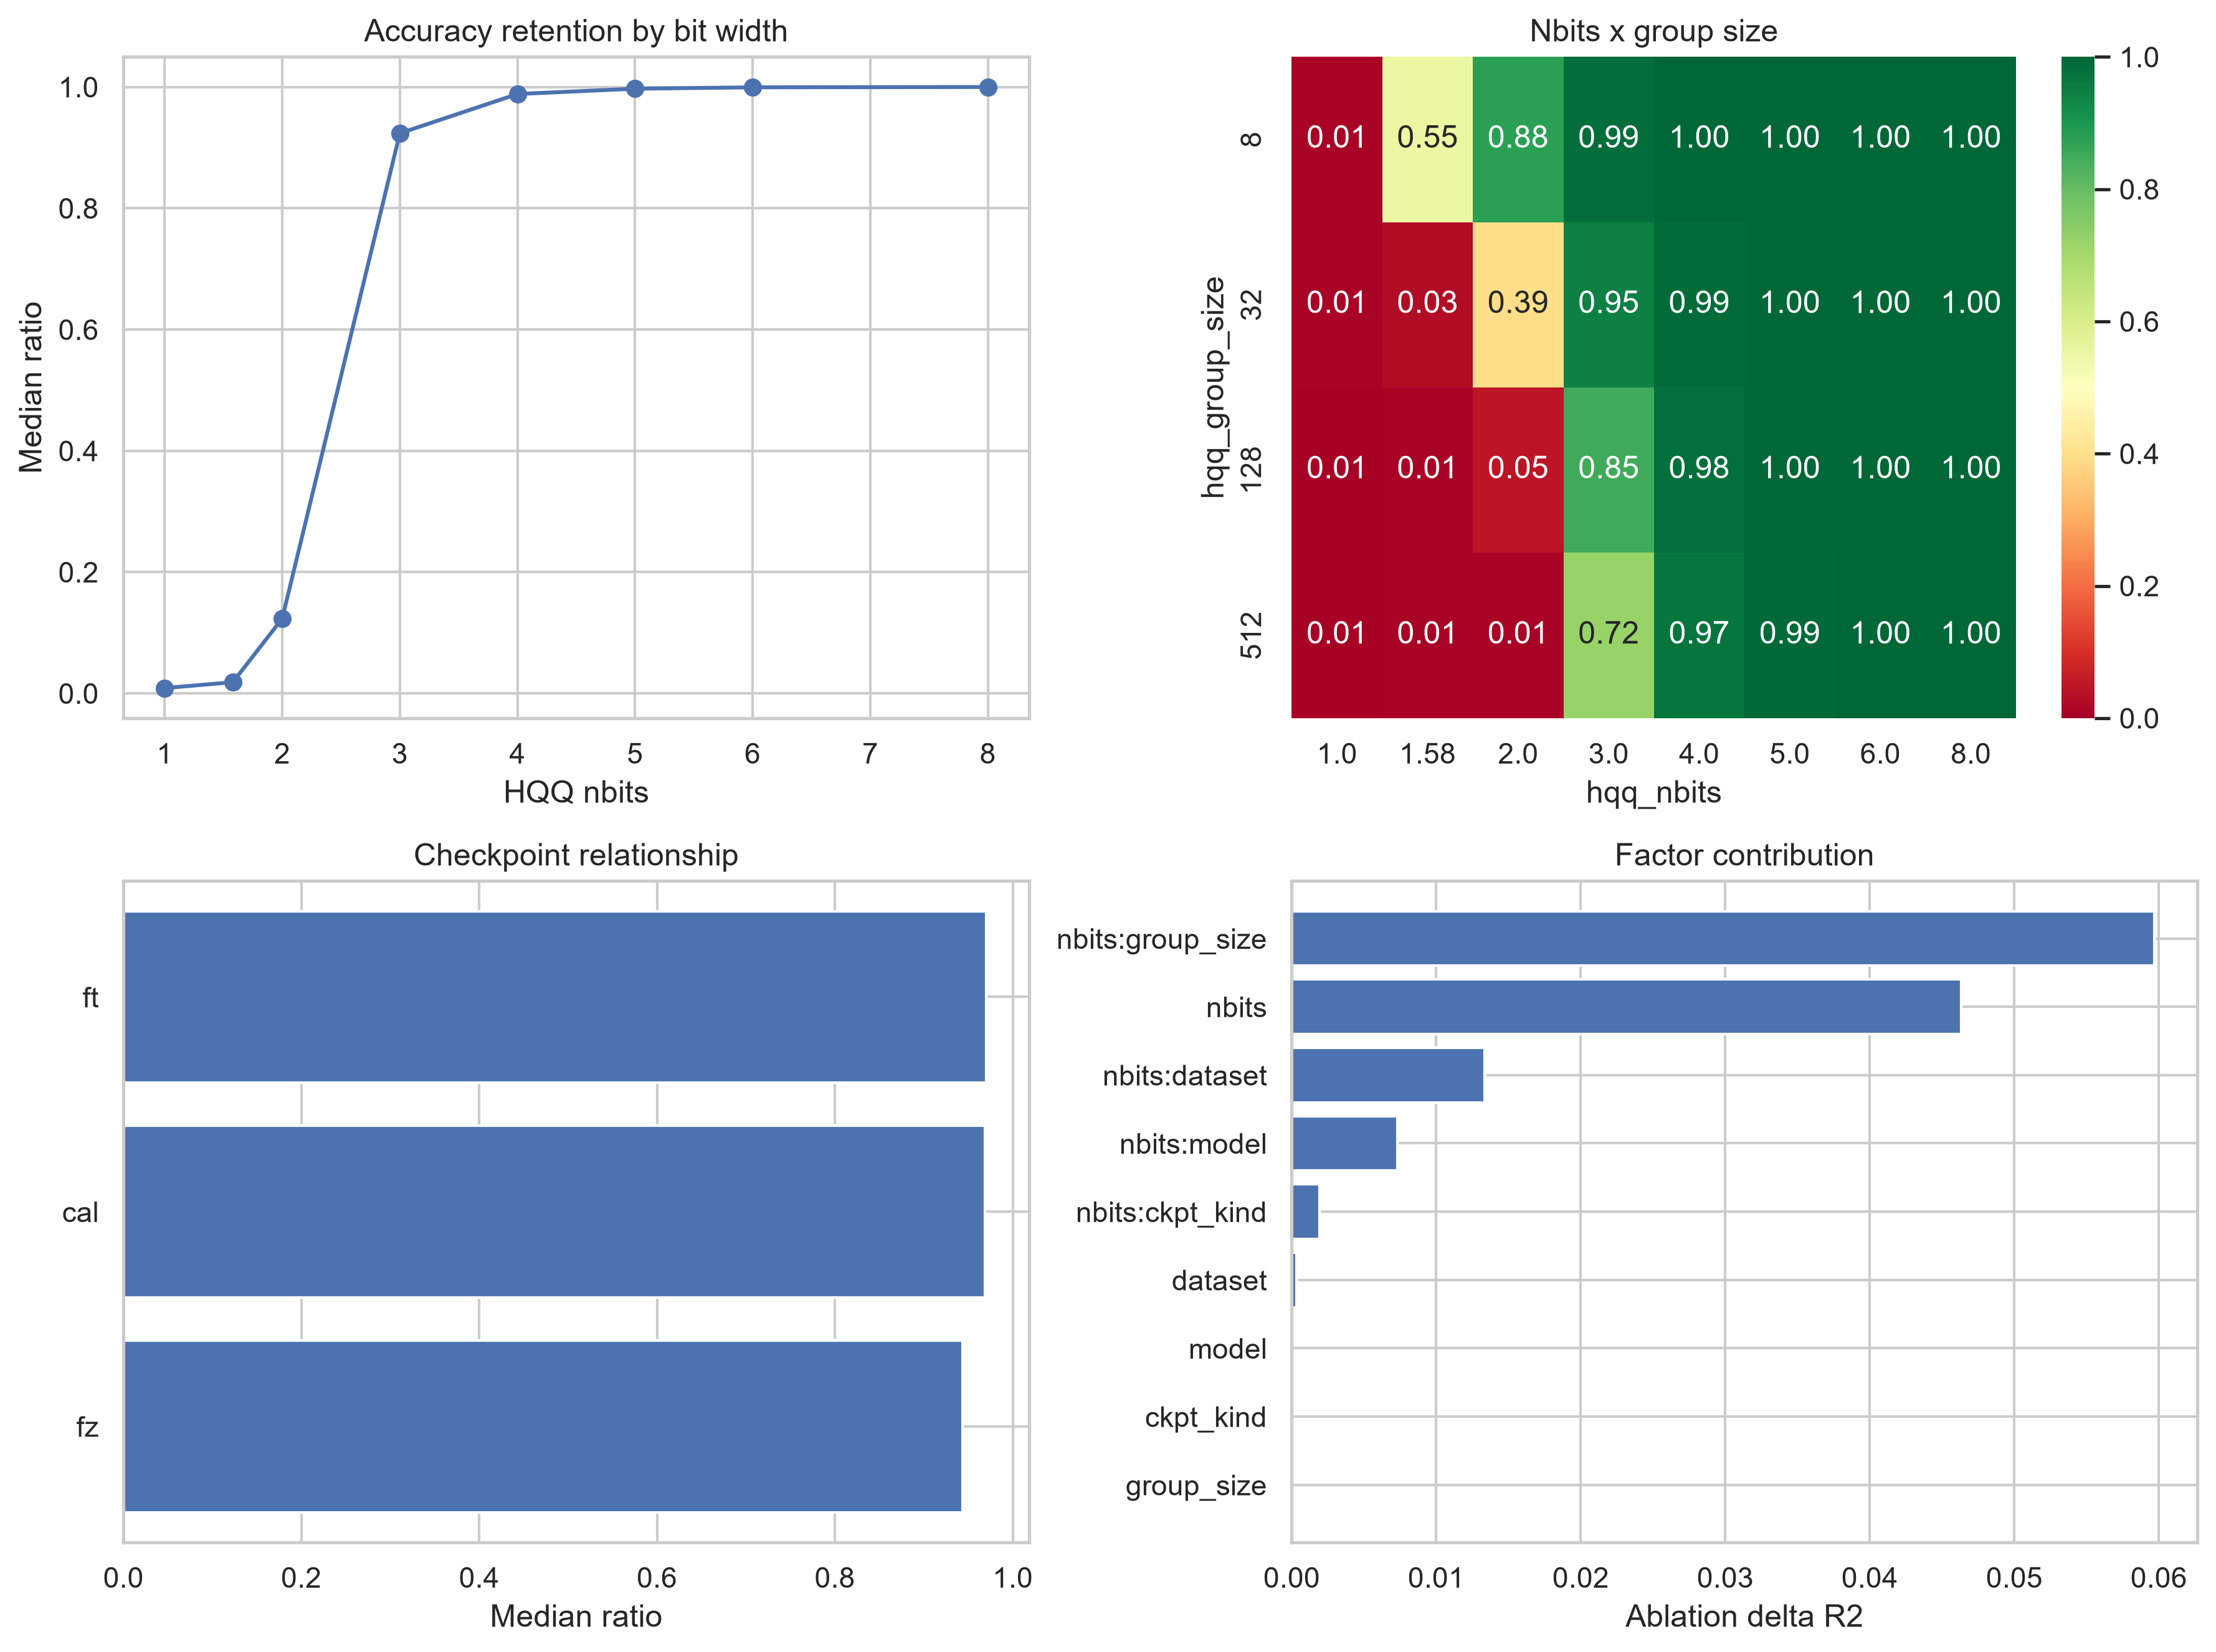 Accuracy retention by bit width
Median ratio
1.0
0.8
0.6
0.4
0.2
0.0
1 2 3 4 5 6 7 8
HQQ nbits
Nbits x group size
hqq_group_size
8
0.01 0.55 0.88 0.99 1.00 1.00 1.00 1.00
32
0.01 0.03 0.39 0.95 0.99 1.00 1.00 1.00
128
0.01 0.01 0.05 0.85 0.98 1.00 1.00 1.00
512
0.01 0.01 0.01 0.72 0.97 0.99 1.00 1.00
1.0 1.58 2.0 3.0 4.0 5.0 6.0 8.0
hqq_nbits
1.0
0.8
0.6
0.4
0.2
0.0
Checkpoint relationship
ft
cal
fz
0.0 0.2 0.4 0.6 0.8 1.0
Median ratio
Factor contribution
nbits:group_size
nbits
nbits:dataset
nbits:model
nbits:ckpt_kind
dataset
model
ckpt_kind
group_size
0.00 0.01 0.02 0.03 0.04 0.05 0.06
Ablation delta R2